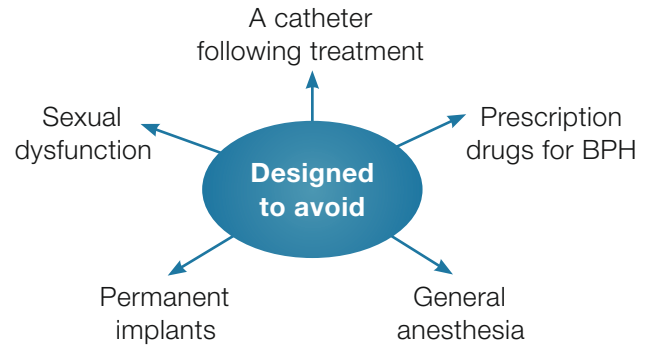 A catheter
following treatment
Sexual
dysfunction
Prescription
drugs for BPH
Designed
to avoid
Permanent
implants
General
anesthesia